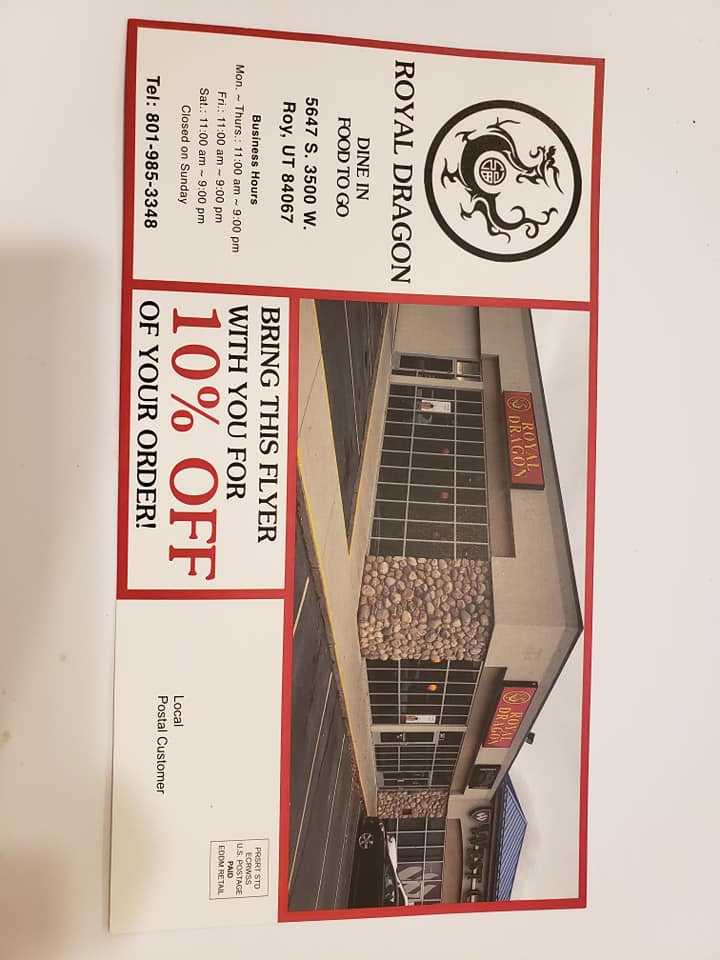 ROYAL DRAGON
DINE IN
FOOD TO GO
5647 S. 3500 W.
Roy, UT 84067
Business Hours
Mon. ~ Thurs.: 11:00 am ~ 9:00 pm
Fri.: 11:00 am ~ 9:00 pm
Sat.: 11:00 am ~ 9:00 pm
Closed on Sunday
Tel: 801-985-3348
ROYAL
DRAGON
ROYAL
DRAGON
BRING THIS FLYER
WITH YOU FOR
10% OFF
OF YOUR ORDER!
Local
Postal Customer
PRSRT STD
ECRWSS
U.S. POSTAGE
PAID
EDDM RETAIL